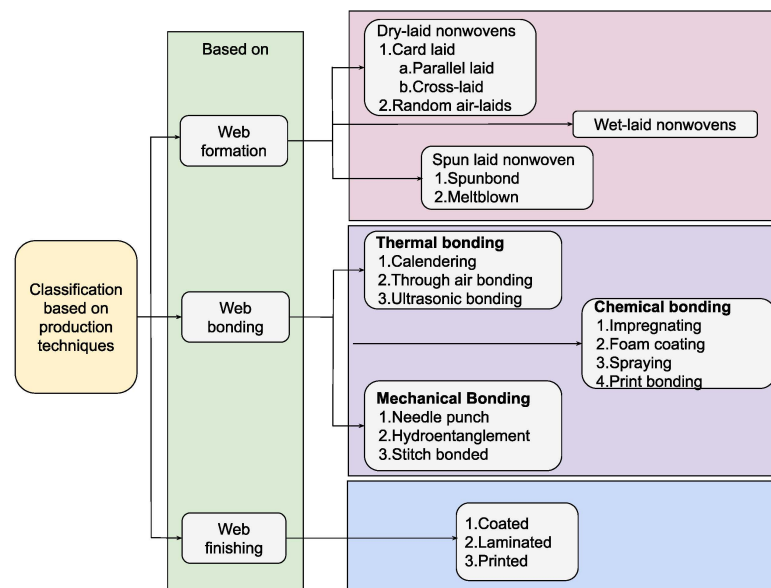 Based on
Dry-laid nonwovens
1.Card laid
a.Parallel laid
b.Cross-laid
2.Random air-laids
Web
formation
Wet-laid nonwovens
Spun laid nonwoven
1.Spunbond
2.Meltblown
Classification
based on
production
techniques
Web
bonding
Thermal bonding
1.Calendering
2.Through air bonding
3.Ultrasonic bonding
Chemical bonding
1.Impregnating
2.Foam coating
3.Spraying
4.Print bonding
Mechanical Bonding
1.Needle punch
2.Hydroentanglement
3.Stitch bonded
Web
finishing
1.Coated
2.Laminated
3.Printed